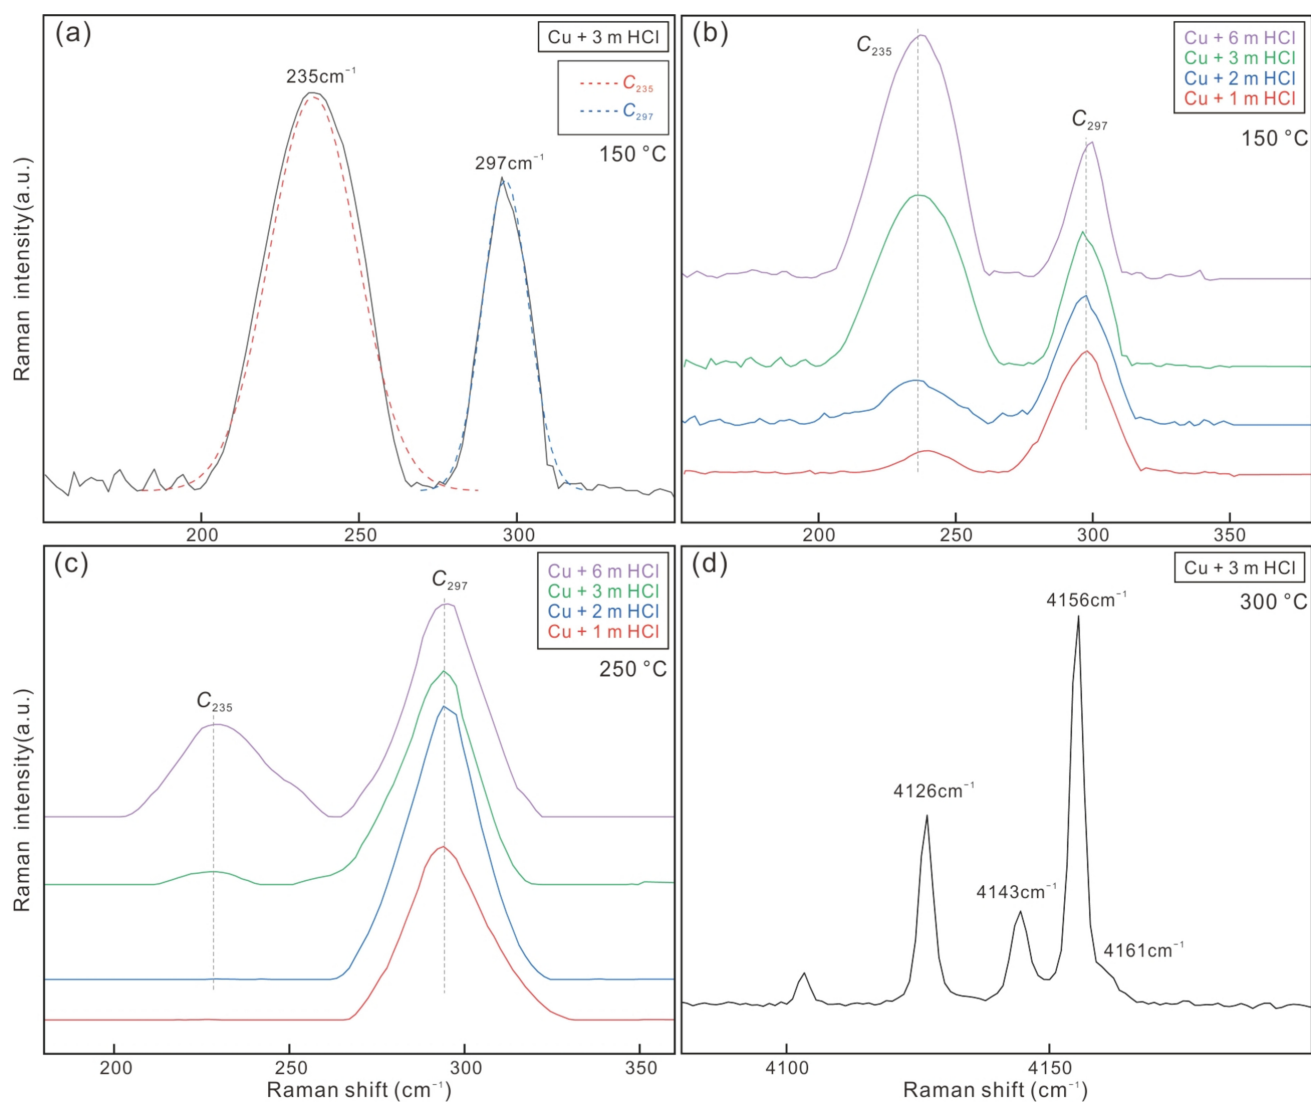 (a)
Cu + 3 m HCl
235cm⁻¹
C₂₃₅
C₂₉₇
150 °C
297cm⁻¹
Raman intensity(a.u.)
200
250
300
(b)
Cu + 6 m HCl
Cu + 3 m HCl
Cu + 2 m HCl
Cu + 1 m HCl
150 °C
C₂₃₅
C₂₉₇
200
250
300
350
(c)
Cu + 6 m HCl
Cu + 3 m HCl
Cu + 2 m HCl
Cu + 1 m HCl
250 °C
C₂₉₇
C₂₃₅
Raman intensity(a.u.)
200
250
300
350
Raman shift (cm⁻¹)
(d)
Cu + 3 m HCl
300 °C
4156cm⁻¹
4126cm⁻¹
4143cm⁻¹
4161cm⁻¹
4100
4150
Raman shift (cm⁻¹)